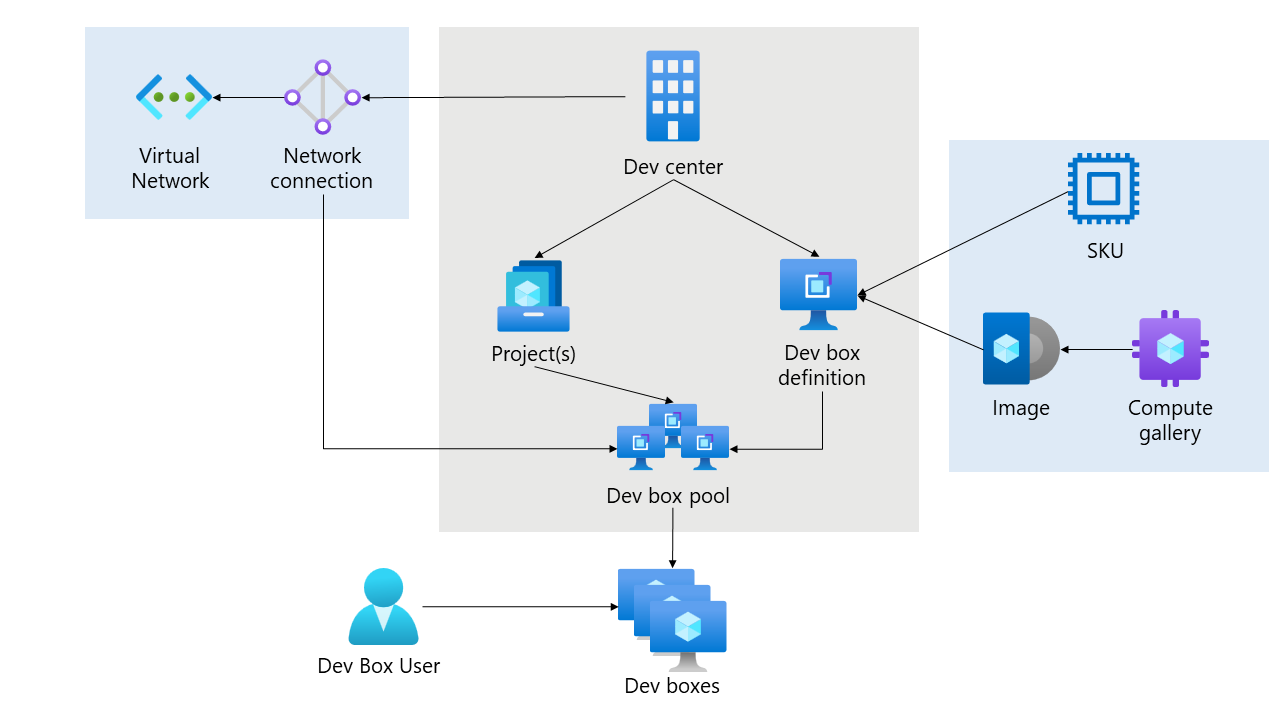 Virtual
Network
Network
connection
Dev center
SKU
Project(s)
Dev box
definition
Image
Compute
gallery
Dev box pool
Dev Box User
Dev boxes